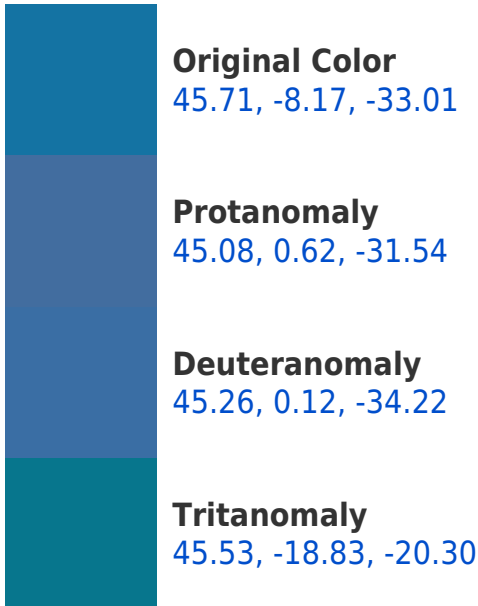 Original Color
45.71, -8.17, -33.01
Protanomaly
45.08, 0.62, -31.54
Deuteranomaly
45.26, 0.12, -34.22
Tritanomaly
45.53, -18.83, -20.30